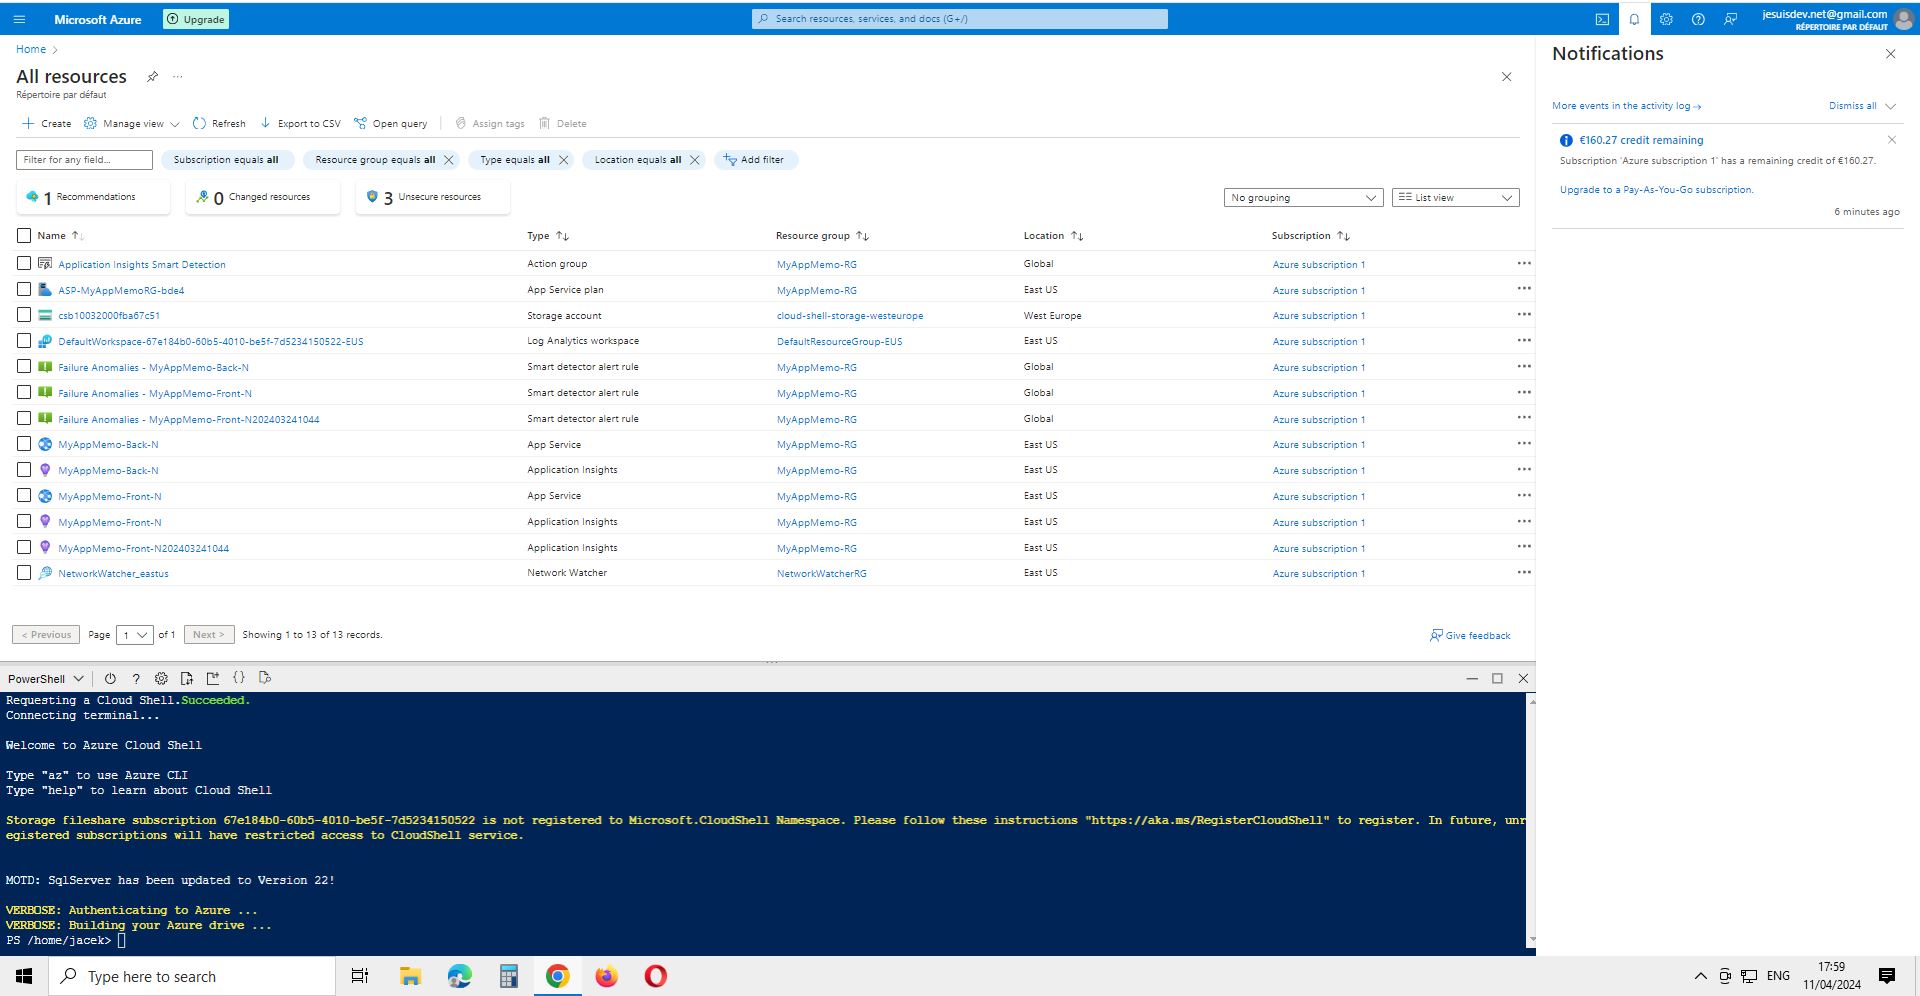 Microsoft Azure
Upgrade
Search resources, services, and docs (G+/)
jesuisdev.net@gmail.com
RÉPERTOIRE PAR DÉFAUT
Home
All resources
Répertoire par défaut
Create
Manage view
Refresh
Export to CSV
Open query
Assign tags
Delete
Filter for any field...
Subscription equals all
Resource group equals all
Type equals all
Location equals all
Add filter
1 Recommendations
0 Changed resources
3 Unsecure resources
No grouping
List view
Name Type Resource group Location Subscription
Application Insights Smart Detection Action group MyAppMemo-RG Global Azure subscription 1
ASP-MyAppMemoRG-bde4 App Service plan MyAppMemo-RG East US Azure subscription 1
csb10032000fba67c51 Storage account cloud-shell-storage-westeurope West Europe Azure subscription 1
DefaultWorkspace-67e184b0-60b5-4010-be5f-7d5234150522-EUS Log Analytics workspace DefaultResourceGroup-EUS East US Azure subscription 1
Failure Anomalies - MyAppMemo-Back-N Smart detector alert rule MyAppMemo-RG Global Azure subscription 1
Failure Anomalies - MyAppMemo-Front-N Smart detector alert rule MyAppMemo-RG Global Azure subscription 1
Failure Anomalies - MyAppMemo-Front-N202403241044 Smart detector alert rule MyAppMemo-RG Global Azure subscription 1
MyAppMemo-Back-N App Service MyAppMemo-RG East US Azure subscription 1
MyAppMemo-Back-N Application Insights MyAppMemo-RG East US Azure subscription 1
MyAppMemo-Front-N App Service MyAppMemo-RG East US Azure subscription 1
MyAppMemo-Front-N Application Insights MyAppMemo-RG East US Azure subscription 1
MyAppMemo-Front-N202403241044 Application Insights MyAppMemo-RG East US Azure subscription 1
NetworkWatcher_eastus Network Watcher NetworkWatcherRG East US Azure subscription 1
< Previous Page 1 of 1 Next > Showing 1 to 13 of 13 records.
Give feedback
Notifications
More events in the activity log →
Dismiss all
€160.27 credit remaining
Subscription 'Azure subscription 1' has a remaining credit of €160.27.
Upgrade to a Pay-As-You-Go subscription.
6 minutes ago
PowerShell
Requesting a Cloud Shell.Succeeded.
Connecting terminal...
Welcome to Azure Cloud Shell
Type "az" to use Azure CLI
Type "help" to learn about Cloud Shell
Storage fileshare subscription 67e184b0-60b5-4010-be5f-7d5234150522 is not registered to Microsoft.CloudShell Namespace. Please follow these instructions "https://aka.ms/RegisterCloudShell" to register. In future, unr
egistered subscriptions will have restricted access to CloudShell service.
MOTD: SqlServer has been updated to Version 22!
VERBOSE: Authenticating to Azure ...
VERBOSE: Building your Azure drive ...
PS /home/jacek>
Type here to search
ENG
17:59
11/04/2024